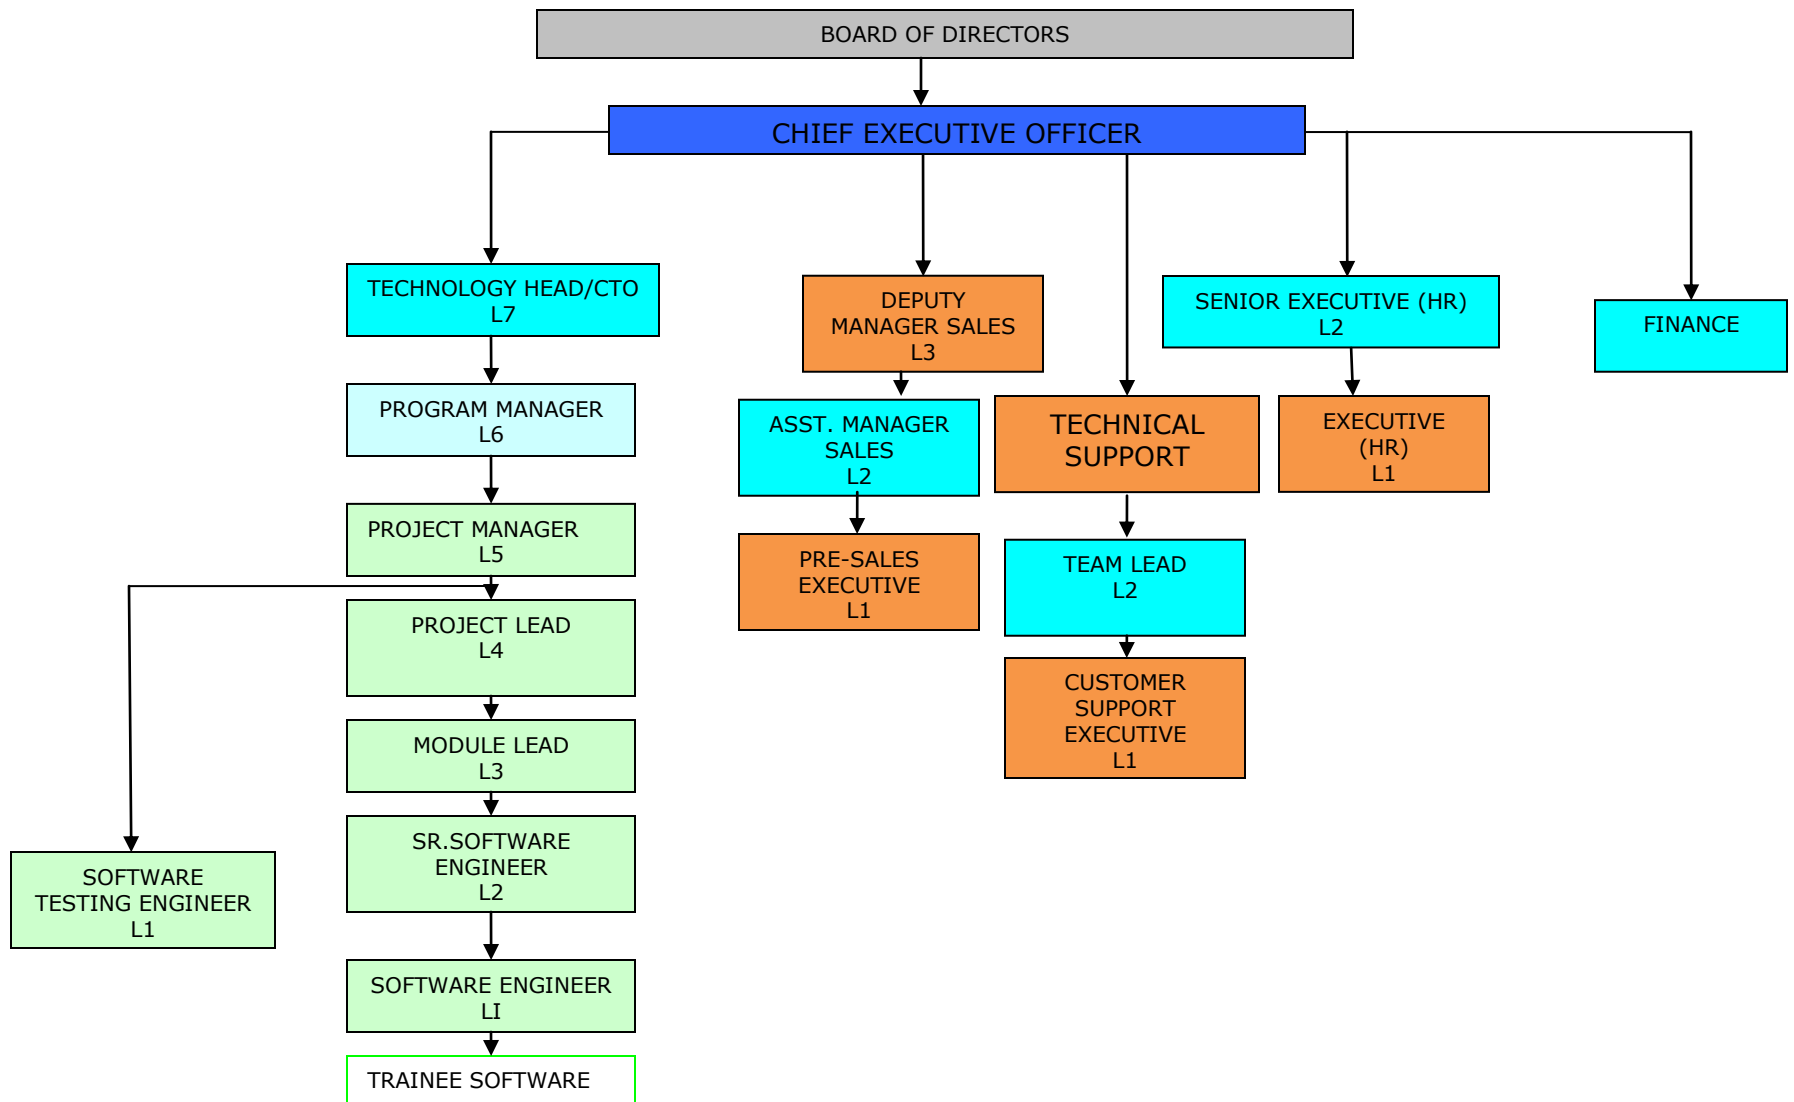 BOARD OF DIRECTORS
CHIEF EXECUTIVE OFFICER
TECHNOLOGY HEAD/CTO
L7
DEPUTY
MANAGER SALES
L3
SENIOR EXECUTIVE (HR)
L2
FINANCE
PROGRAM MANAGER
L6
ASST. MANAGER
SALES
L2
TECHNICAL
SUPPORT
EXECUTIVE
(HR)
L1
PROJECT MANAGER
L5
PRE-SALES
EXECUTIVE
L1
TEAM LEAD
L2
PROJECT LEAD
L4
CUSTOMER
SUPPORT
EXECUTIVE
L1
MODULE LEAD
L3
SR.SOFTWARE
ENGINEER
L2
SOFTWARE
TESTING ENGINEER
L1
SOFTWARE ENGINEER
LI
TRAINEE SOFTWARE